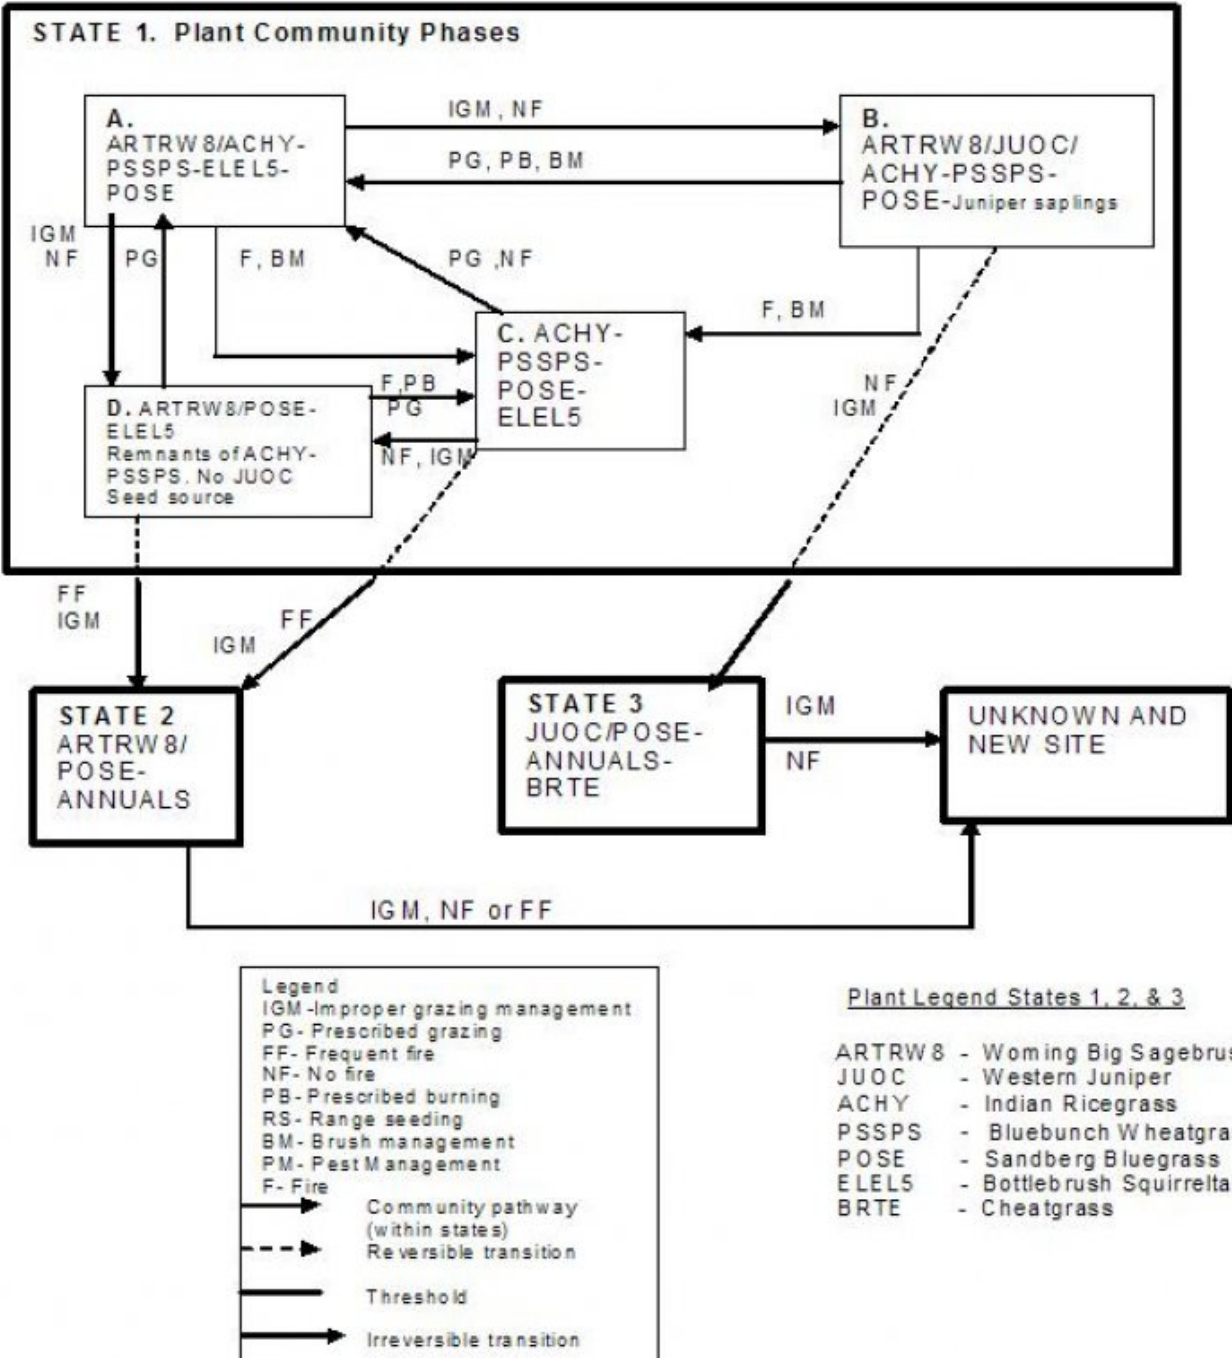 STATE 1. Plant Community Phases
A.
ARTRW8/ACHY-
PSSPS-ELEL5-
POSE
IGM, NF
PG, PB, BM
B.
ARTRW8/JUOC/
ACHY-PSSPS-
POSE-Juniper saplings
IGM
NF
PG
F, BM
PG ,NF
F, BM
C. ACHY-
PSSPS-
POSE-
ELEL5
NF
IGM
D. ARTRW8/POSE-
ELEL5
Remnants of ACHY-
PSSPS. No JUOC
Seed source
F,PB
PG
NF, IGM
FF
IGM
FF
IGM
STATE 2
ARTRW8/
POSE-
ANNUALS
STATE 3
JUOC/POSE-
ANNUALS-
BRTE
IGM
NF
UNKNOWN AND
NEW SITE
IGM, NF or FF
Legend
IGM-Improper grazing management
PG- Prescribed grazing
FF- Frequent fire
NF- No fire
PB- Prescribed burning
RS- Range seeding
BM- Brush management
PM- Pest Management
F- Fire
Community pathway
(within states)
Reversible transition
Threshold
Irreversible transition
Plant Legend States 1, 2, & 3
ARTRW8 - Woming Big Sagebrus
JUOC - Western Juniper
ACHY - Indian Ricegrass
PSSPS - Bluebunch Wheatgra
POSE - Sandberg Bluegrass
ELEL5 - Bottlebrush Squirrelta
BRTE - Cheatgrass